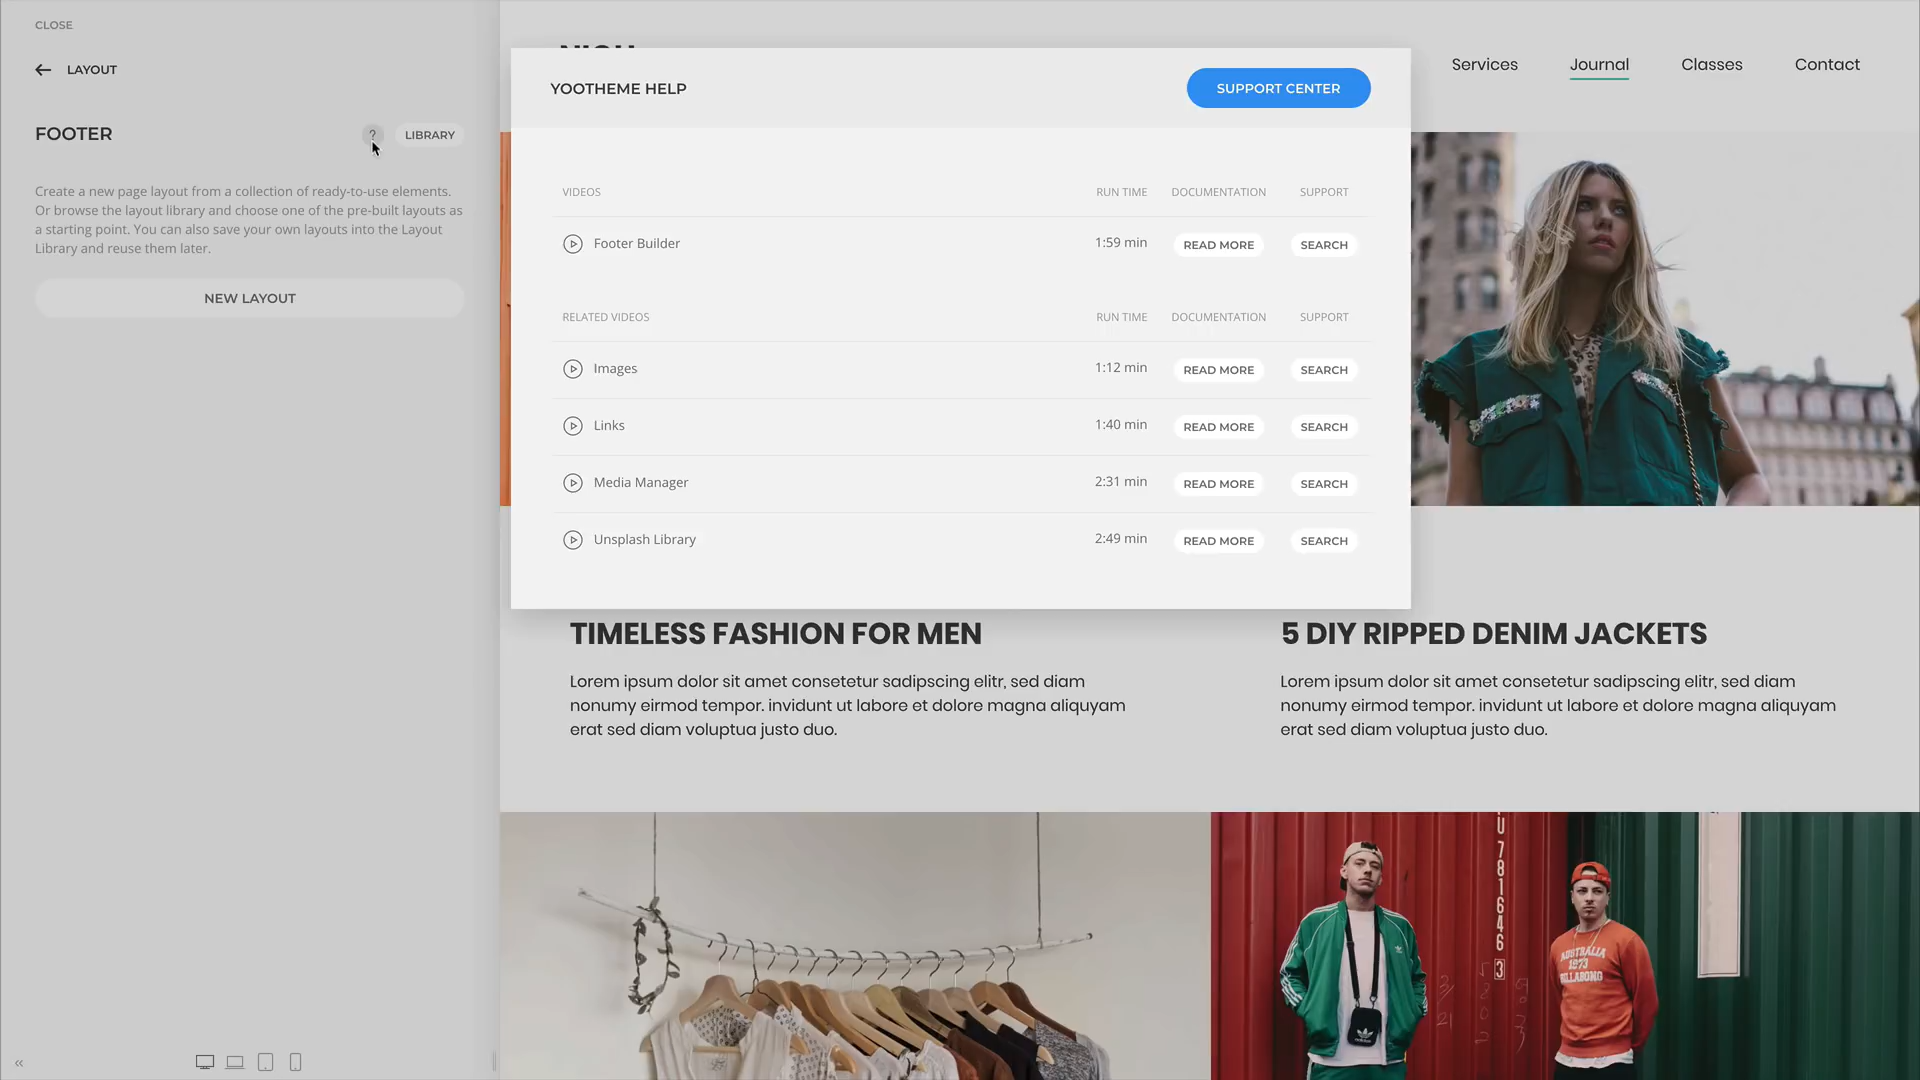 CLOSE
LAYOUT
FOOTER
?
LIBRARY
Create a new page layout from a collection of ready-to-use elements.
Or browse the layout library and choose one of the pre-built layouts as
a starting point. You can also save your own layouts into the Layout
Library and reuse them later.
NEW LAYOUT
Services
Journal
Classes
Contact
YOOTHEME HELP
SUPPORT CENTER
VIDEOS RUN TIME DOCUMENTATION SUPPORT
Footer Builder 1:59 min READ MORE SEARCH
RELATED VIDEOS RUN TIME DOCUMENTATION SUPPORT
Images 1:12 min READ MORE SEARCH
Links 1:40 min READ MORE SEARCH
Media Manager 2:31 min READ MORE SEARCH
Unsplash Library 2:49 min READ MORE SEARCH
TIMELESS FASHION FOR MEN
Lorem ipsum dolor sit amet consetetur sadipscing elitr, sed diam
nonumy eirmod tempor. invidunt ut labore et dolore magna aliquyam
erat sed diam voluptua justo duo.
5 DIY RIPPED DENIM JACKETS
Lorem ipsum dolor sit amet consetetur sadipscing elitr, sed diam
nonumy eirmod tempor. invidunt ut labore et dolore magna aliquyam
erat sed diam voluptua justo duo.
U 781646 3
AUSTRALIA
1973
BILLABONG